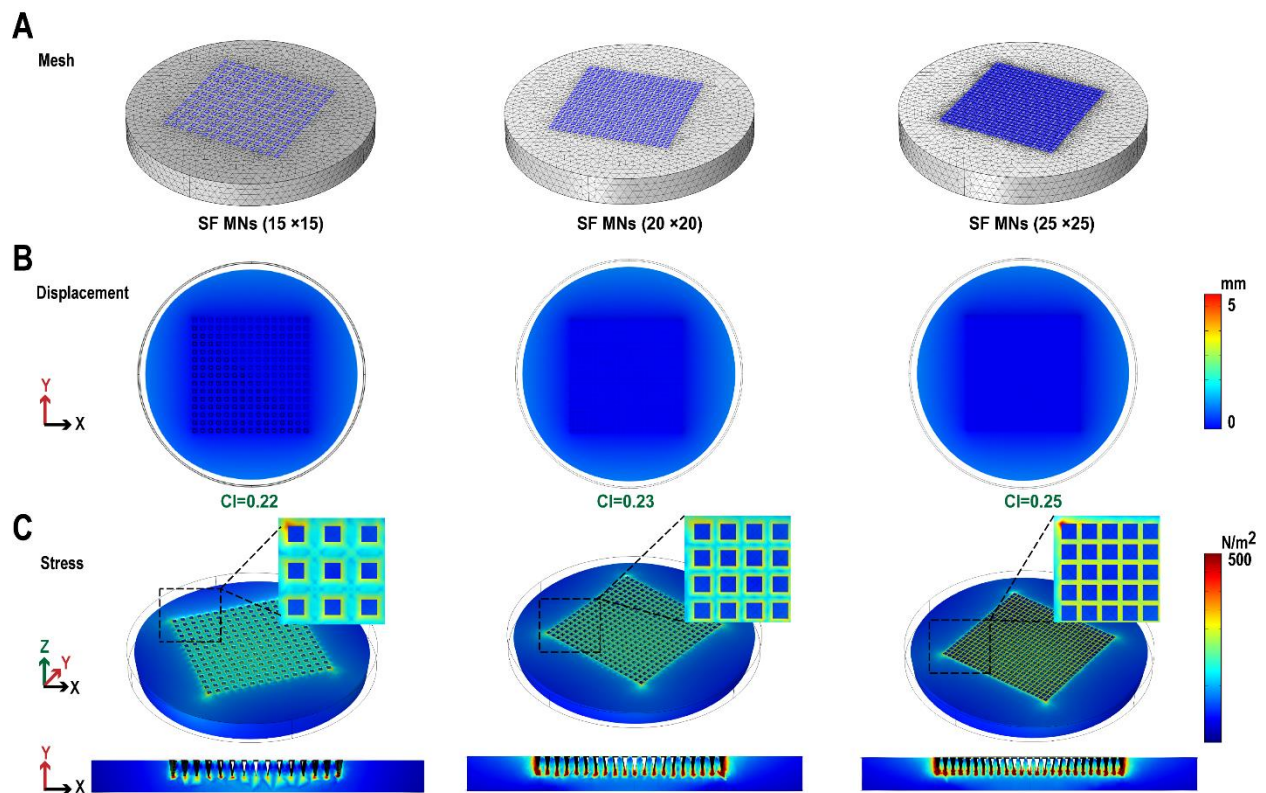 A
Mesh
SF MNs (15 ×15)
SF MNs (20 ×20)
SF MNs (25 ×25)
B
Displacement
mm
5
0
Y
X
CI=0.22
CI=0.23
CI=0.25
C
Stress
N/m²
500
0
Z
Y
X
Y
X